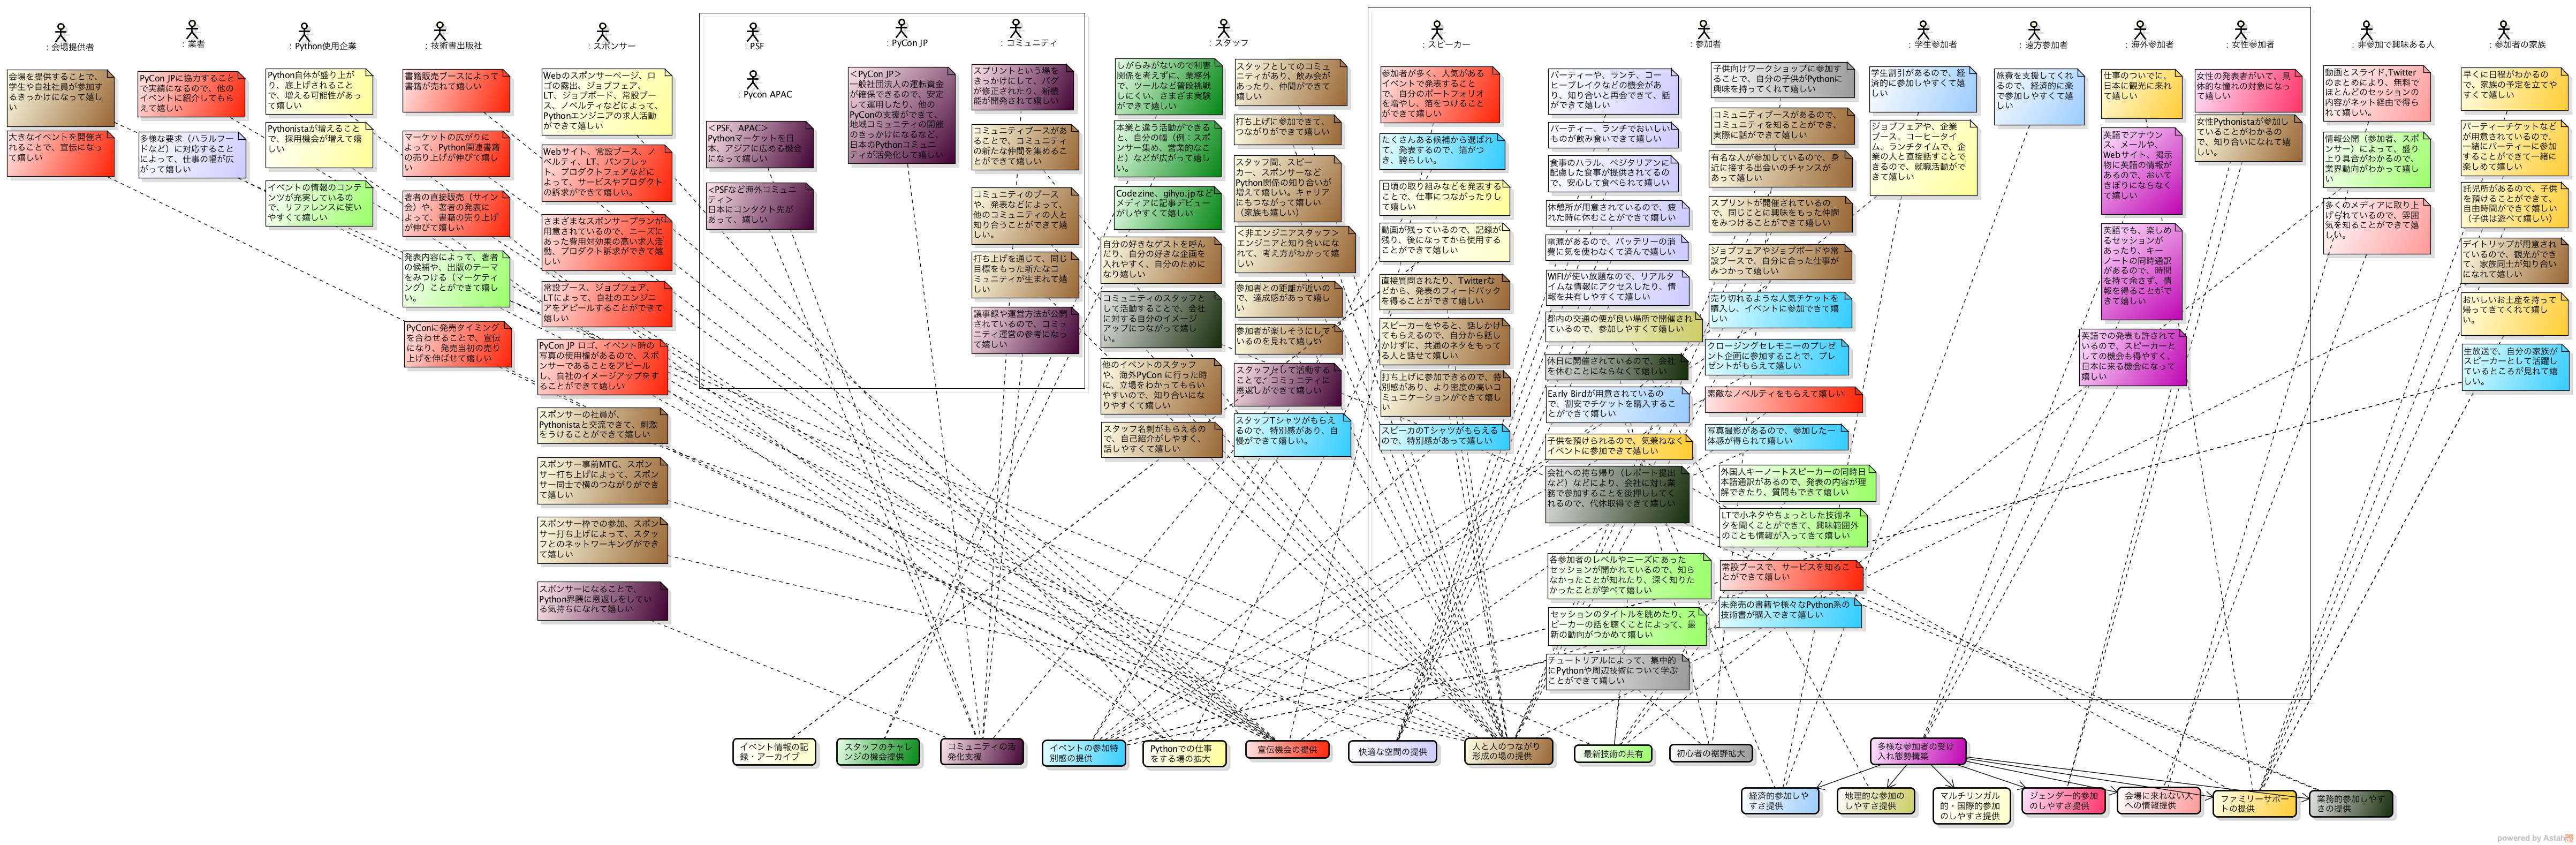 : 会場提供者
会場を提供することで、
学生や自社社員が参加す
るきっかけになって嬉し
い
大きなイベントを開催さ
れることで、宣伝になっ
て嬉しい
: 業者
PyCon JPに協力すること
で実績になるので、他の
イベントに紹介してもら
えて嬉しい
多様な要求（ハラルフー
ドなど）に対応すること
によって、仕事の幅が広
がって嬉しい
: Python使用企業
Python自体が盛り上が
り、底上げされること
で、増える可能性があっ
て嬉しい
Pythonistaが増えること
で、採用機会が増えて嬉
しい
イベントの情報のコンテ
ンツが充実しているの
で、リファレンスに使い
やすくて嬉しい
: 技術書出版社
書籍販売ブースによって
書籍が売れて嬉しい
マーケットの広がりに
よって、Python関連書籍
の売り上げが伸びて嬉し
い
著者の直接販売（サイン
会）や、著者の発表に
よって、書籍の売り上げ
が伸びて嬉しい
発表内容によって、著者
の候補や、出版のテーマ
をみつける（マーケティ
ング）ことができて嬉し
い。
PyConに発売タイミング
を合わせることで、宣伝
になり、発売当初の売り
上げを伸ばせて嬉しい
: スポンサー
Webのスポンサーページ、ロ
ゴの露出、ジョブフェア、
LT、ジョブボード、常設ブー
ス、ノベルティなどによって、
Pythonエンジニアの求人活動
ができて嬉しい
Webサイト、常設ブース、ノ
ベルティ、LT、パンフレッ
ト、プロダクトフェアなどに
よって、サービスやプロダクト
の訴求ができて嬉しい。
さまざまなスポンサープランが
用意されているので、ニーズに
あった費用対効果の高い求人活
動、プロダクト訴求ができて嬉
しい
常設ブース、ジョブフェア、
LTによって、自社のエンジニ
アをアピールすることができて
嬉しい
PyCon JP ロゴ、イベント時の
写真の使用権があるので、スポ
ンサーであることをアピール
し、自社のイメージアップをす
ることができて嬉しい
スポンサーの社員が、
Pythonistaと交流できて、刺激
をうけることができて嬉しい
スポンサー事前MTG、スポン
サー打ち上げによって、スポン
サー同士で横のつながりができ
て嬉しい
スポンサー枠での参加、スポン
サー打ち上げによって、スタッ
フとのネットワーキングができ
て嬉しい
スポンサーになることで、
Python界隈に恩返しをしてい
る気持ちになれて嬉しい
: PSF
: Pycon APAC
＜PSF、APAC＞
Pythonマーケットを日
本、アジアに広める機会
になって嬉しい
<PSFなど海外コミュニ
ティ＞
日本にコンタクト先が
あって、嬉しい
: PyCon JP
＜PyCon JP＞
一般社団法人の運転資金
が確保できるので、安定
して運用したり、他の
PyConの支援ができて、
地域コミュニティの開催
のきっかけになるなど、
日本のPythonコミュニ
ティが活発化して嬉しい
: コミュニティ
スプリントという場を
きっかけにして、バグ
が修正されたり、新機
能が開発されて嬉しい
コミュニティブースがあ
ることで、コミュニティ
の新たな仲間を集めるこ
とができて嬉しい
コミュニティのブース
や、発表などによって、
他のコミュニティの人と
知り合うことができて嬉
しい。
打ち上げを通じて、同じ
目標をもった新たなコ
ミュニティが生まれて嬉
しい
議事録や運営方法が公開
されているので、コミュ
ニティ運営の参考になっ
て嬉しい
: スタッフ
しがらみがないので利害
関係を考えずに、業務外
で、ツールなど普段挑戦
しにくい、さまざま実験
ができて嬉しい
本業と違う活動ができる
と、自分の幅（例：スポ
ンサー集め、営業的なこ
と）などが広がって嬉し
い。
Codezine、gihyo.jpなど
メディアに記事デビュー
がしやすくて嬉しい
自分の好きなゲストを呼ん
だり、自分の好きな企画を
入れやすく、自分のために
なり嬉しい
コミュニティのスタッフと
して活動することで、会社
に対する自分のイメージ
アップにつながって嬉し
い。
他のイベントのスタッフ
や、海外PyCon に行った時
に、立場をわかってもらい
やすいので、知り合いにな
りやすくて嬉しい
スタッフ名刺がもらえるの
で、自己紹介がしやすく、
話しやすくて嬉しい
スタッフとしてのコミュ
ニティがあり、飲み会が
あったり、仲間ができて
嬉しい
打ち上げに参加できて、
つながりができて嬉しい
スタッフ間、スピー
カー、スポンサーなど
Python関係の知り合いが
増えて嬉しい。キャリア
にもつながって嬉しい
（家族も嬉しい）
＜非エンジニアスタッフ＞
エンジニアと知り合いにな
れて、考え方がわかって嬉
しい
参加者との距離が近いの
で、達成感があって嬉し
い
参加者が楽しそうにして
いるのを見れて嬉しい
スタッフとして活動する
ことで、コミュニティに
恩返しができて嬉しい
スタッフTシャツがもらえ
るので、特別感があり、自
慢ができて嬉しい。
: スピーカー
参加者が多く、人気がある
イベントで発表すること
で、自分のポートフォリオ
を増やし、箔をつけること
ができて嬉しい
たくさんある候補から選ばれ
て、発表するので、箔がつ
き、誇らしい。
日頃の取り組みなどを発表する
ことで、仕事につながったりし
て嬉しい
動画が残っているので、記録が
残り、後になってから使用する
ことができて嬉しい
直接質問されたり、Twitterな
どから、発表のフィードバック
を得ることができて嬉しい
スピーカーをやると、話しかけ
てもらえるので、自分から話し
かけずに、共通のネタをもって
る人と話せて嬉しい
打ち上げに参加できるので、特
別感があり、より密度の高いコ
ミュニケーションができて嬉し
い
スピーカのTシャツがもらえる
ので、特別感があって嬉しい
: 参加者
パーティーや、ランチ、コー
ヒーブレイクなどの機会があ
り、知り合いと再会できて、話
ができて嬉しい
パーティー、ランチでおいしい
ものが飲み食いできて嬉しい
食事のハラル、ベジタリアンに
配慮した食事が提供されてるの
で、安心して食べられて嬉しい
休憩所が用意されているので、疲
れた時に休むことができて嬉しい
電源があるので、バッテリーの消
費に気を使わなくて済んで嬉しい
WIFIが使い放題なので、リアルタ
イムな情報にアクセスしたり、情
報を共有しやすくて嬉しい
都内の交通の便が良い場所で開催され
ているので、参加しやすくて嬉しい
休日に開催されているので、会社
を休むことにならなくて嬉しい
Early Birdが用意されているの
で、割安でチケットを購入するこ
とができて嬉しい
子供を預けられるので、気兼ねなく
イベントに参加できて嬉しい
会社への持ち帰り（レポート提出
など）などにより、会社に対し業
務で参加することを後押ししてく
れるので、代休取得できて嬉しい
各参加者のレベルやニーズにあった
セッションが開かれているので、知ら
なかったことが知れたり、深く知りた
かったことが学べて嬉しい
セッションのタイトルを眺めたり、ス
ピーカーの話を聴くことによって、最
新の動向がつかめて嬉しい
チュートリアルによって、集中的
にPythonや周辺技術について学ぶ
ことができて嬉しい
子供向けワークショップに参加す
ることで、自分の子供がPythonに
興味を持ってくれて嬉しい
コミュニティブースがあるので、
コミュニティを知ることができ、
実際に話ができて嬉しい
有名な人が参加しているので、身
近に接する出会いのチャンスが
あって嬉しい
スプリントが開催されているの
で、同じことに興味をもった仲間
をみつけることができて嬉しい
ジョブフェアやジョブボードや常
設ブースで、自分に合った仕事が
みつかって嬉しい
売り切れるような人気チケットを
購入し、イベントに参加できて嬉
しい
クロージングセレモニーのプレゼ
ント企画に参加することで、プレ
ゼントがもらえて嬉しい
素敵なノベルティをもらえて嬉しい
写真撮影があるので、参加した一
体感が得られて嬉しい
外国人キーノートスピーカーの同時日
本語通訳があるので、発表の内容が理
解できたり、質問もできて嬉しい
LTで小ネタやちょっとした技術ネ
タを聞くことができて、興味範囲外
のことも情報が入ってきて嬉しい
常設ブースで、サービスを知るこ
とができて嬉しい
未発売の書籍や様々なPython系の
技術書が購入できて嬉しい
: 学生参加者
学生割引があるので、経
済的に参加しやすくて嬉
しい
ジョブフェアや、企業
ブース、コーヒータイ
ム、ランチタイムで、企
業の人と直接話すことで
きるので、就職活動がで
きて嬉しい
: 遠方参加者
旅費を支援してくれ
るので、経済的に楽
で参加しやすくて嬉
しい
: 海外参加者
仕事のついでに、
日本に観光に来れ
て嬉しい
英語でアナウン
ス、メールや、
Webサイト、掲示
物に英語の情報が
あるので、おいて
きぼりにならなく
て嬉しい
英語でも、楽しめ
るセッションが
あったり、キー
ノートの同時通訳
があるので、時間
を持て余さず、情
報を得ることがで
きて嬉しい
英語での発表も許されて
いるので、スピーカーと
しての機会も得やすく、
日本に来る機会になって
嬉しい
: 女性参加者
女性の発表者がいて、具
体的な憧れの対象になっ
て嬉しい
女性Pythonistaが参加し
ていることがわかるの
で、知り合いになれて嬉
しい。
: 非参加で興味ある人
動画とスライド,Twitter
のまとめにより、無料で
ほとんどのセッションの
内容がネット経由で得ら
れて嬉しい。
情報公開（参加者、スポ
ンサー）によって、盛り
上り具合がわかるので、
業界動向がわかって嬉し
い
多くのメディアに取り上
げられているので、雰囲
気を知ることができて嬉
しい。
: 参加者の家族
早くに日程がわかるの
で、家族の予定を立てや
すくて嬉しい
パーティーチケットなど
が用意されているので、
一緒にパーティーに参加
することができて一緒に
楽しめて嬉しい
託児所があるので、子供
を預けることができて、
自由時間ができて嬉しい
（子供は遊べて嬉しい）
デイトリップが用意され
ているので、観光ができ
て、家族同士が知り合い
になれて嬉しい
おいしいお土産を持って
帰ってきてくれて嬉し
い。
生放送で、自分の家族が
スピーカーとして活躍し
ているところが見れて嬉
しい。
イベント情報の記
録・アーカイブ
スタッフのチャレ
ンジの機会提供
コミュニティの活
発化支援
イベントの参加特
別感の提供
Pythonでの仕事
をする場の拡大
宣伝機会の提供
快適な空間の提供
人と人のつながり
形成の場の提供
最新技術の共有
初心者の裾野拡大
多様な参加者の受け
入れ態勢構築
経済的参加しや
すさ提供
地理的な参加の
しやすさ提供
マルチリンガル
的・国際的参加
のしやすさ提供
ジェンダー的参加
のしやすさ提供
会場に来れない人
への情報提供
ファミリーサポー
トの提供
業務的参加しやす
さの提供
powered by Astah